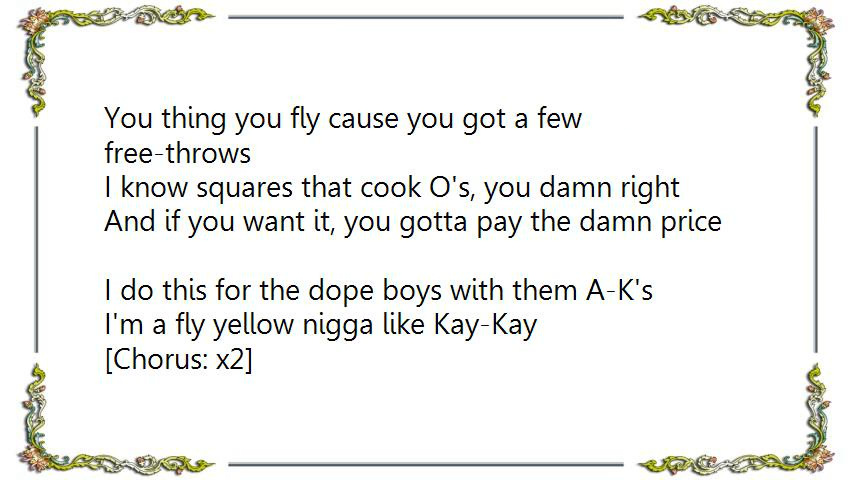 You thing you fly cause you got a few
free-throws
I know squares that cook O's, you damn right
And if you want it, you gotta pay the damn price
I do this for the dope boys with them A-K's
I'm a fly yellow nigga like Kay-Kay
[Chorus: x2]